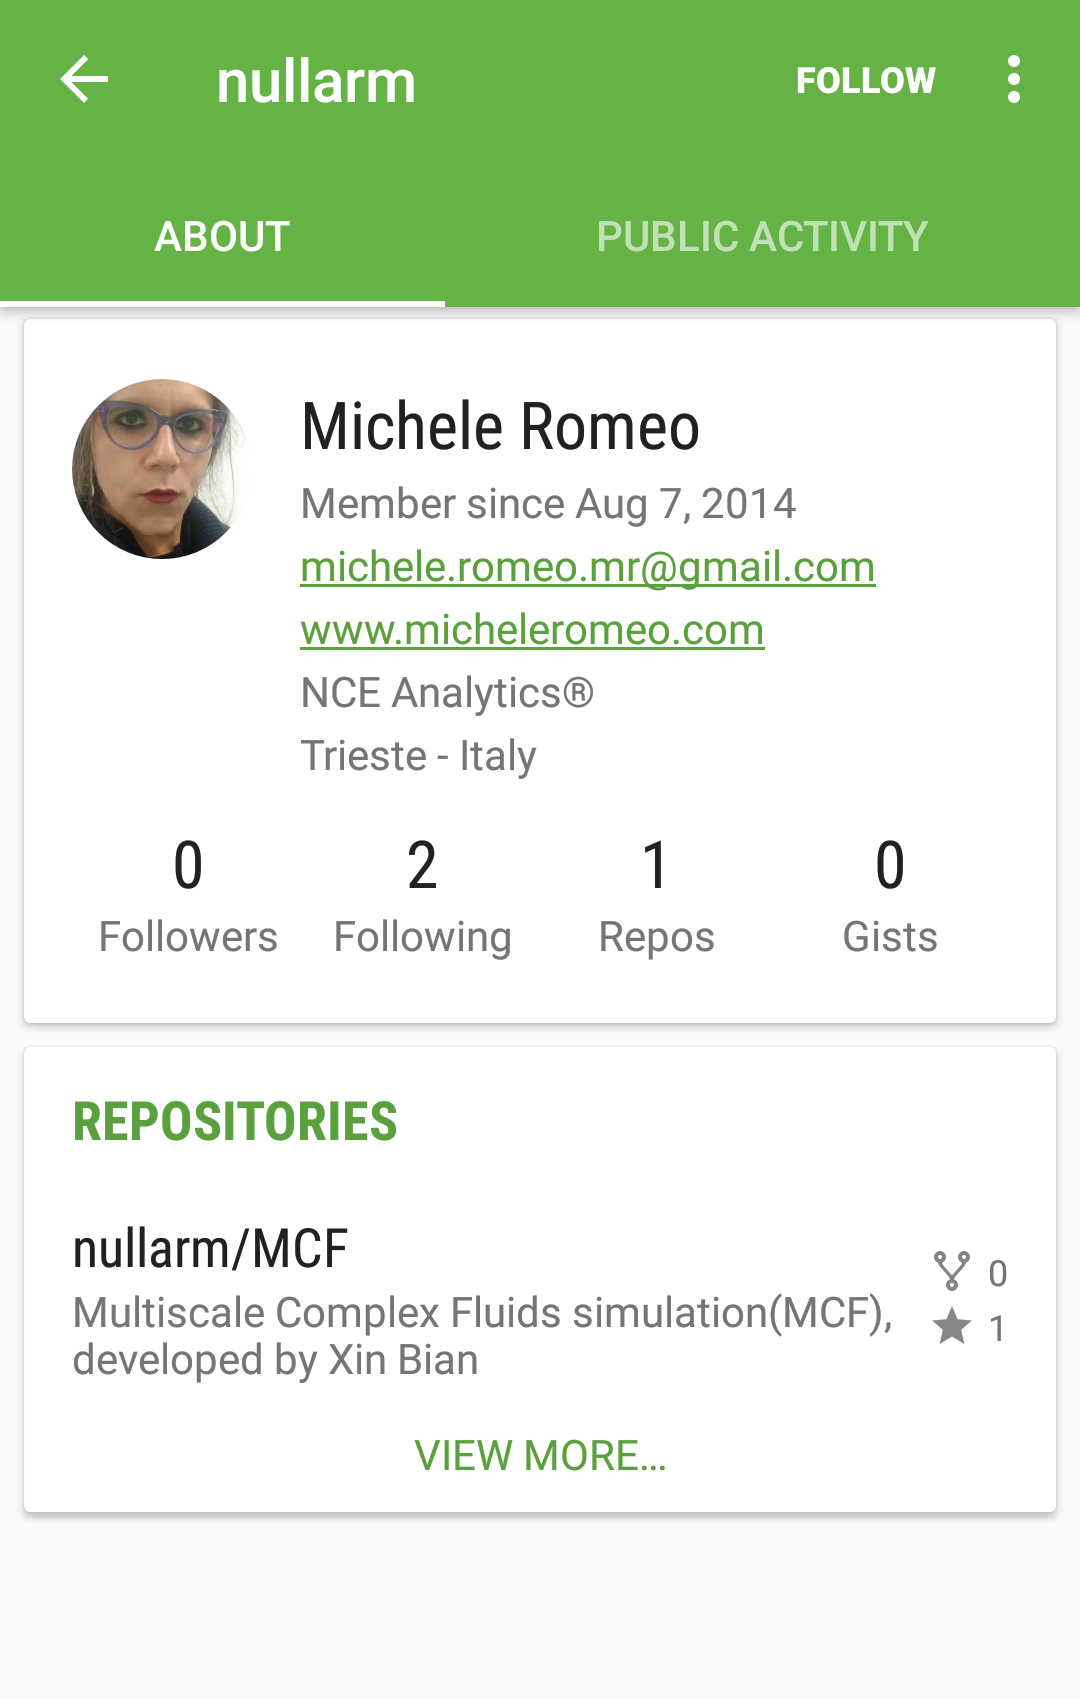 nullarm
FOLLOW
ABOUT
PUBLIC ACTIVITY
Michele Romeo
Member since Aug 7, 2014
michele.romeo.mr@gmail.com
www.micheleromeo.com
NCE Analytics®
Trieste - Italy
0 2 1 0
Followers Following Repos Gists
REPOSITORIES
nullarm/MCF
0
Multiscale Complex Fluids simulation(MCF),
1
developed by Xin Bian
VIEW MORE...